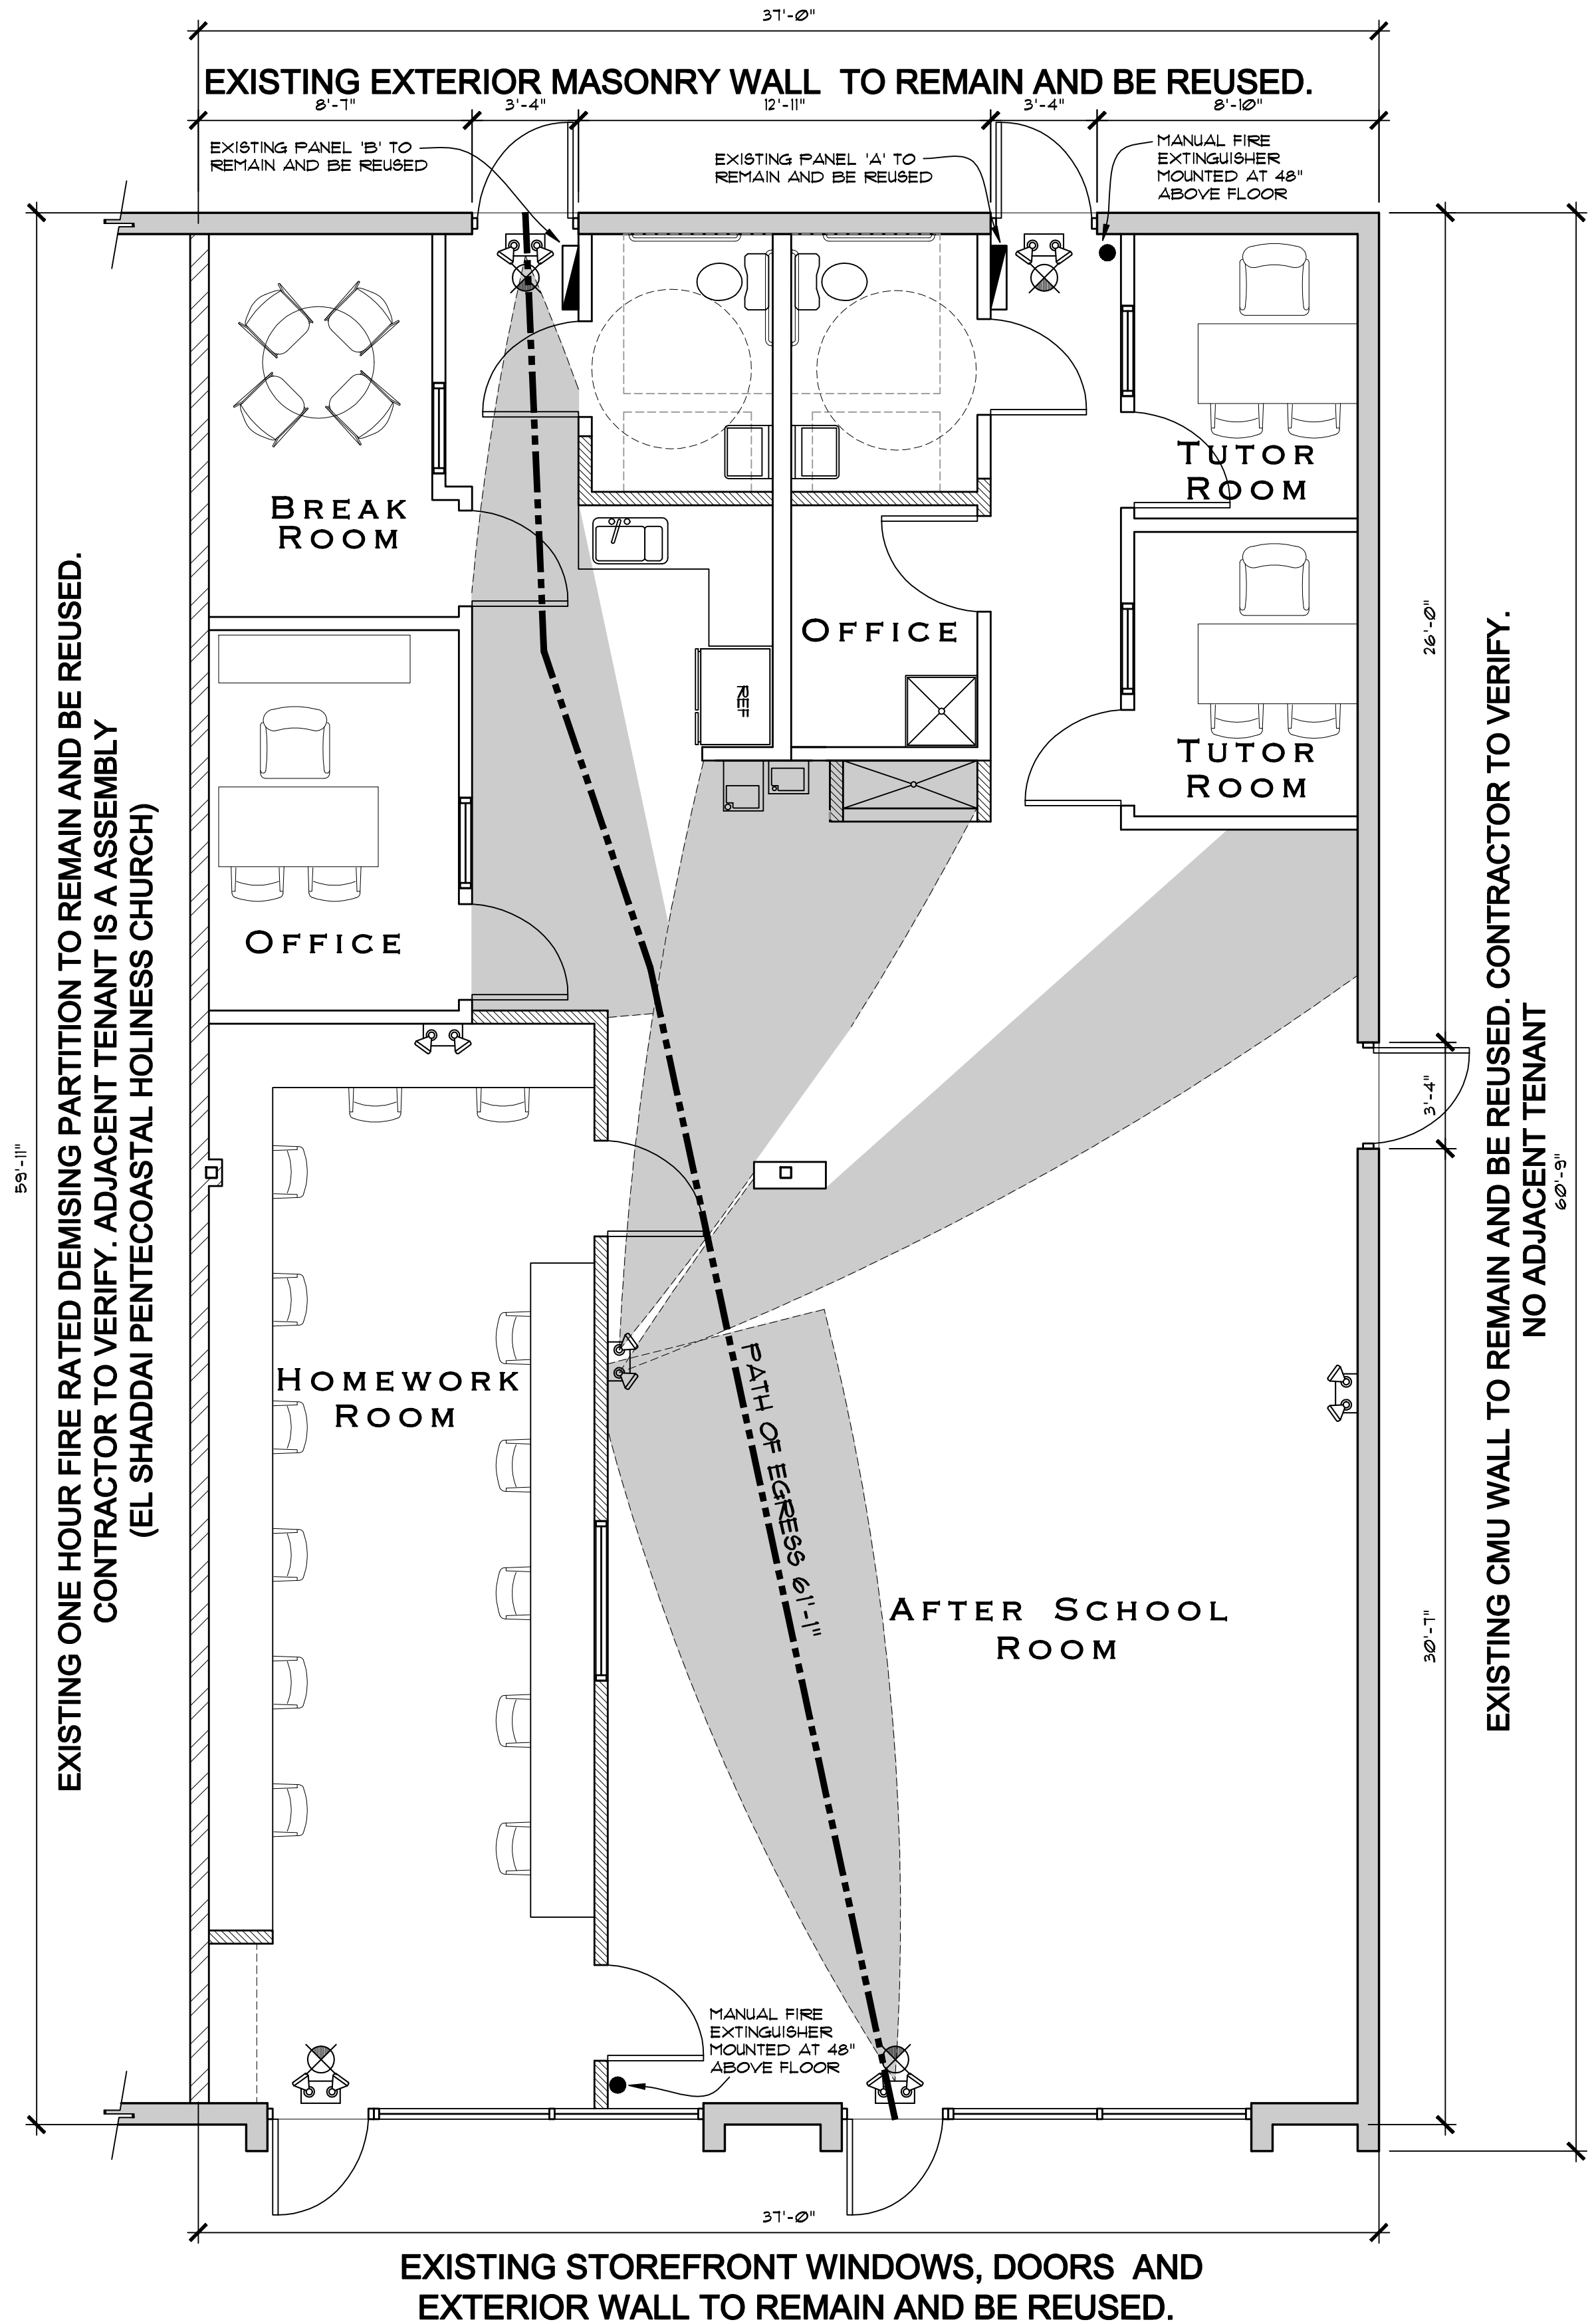 37'-0"
EXISTING EXTERIOR MASONRY WALL TO REMAIN AND BE REUSED.
8'-7"
3'-4"
12'-11"
3'-4"
8'-10"
EXISTING PANEL 'B' TO
REMAIN AND BE REUSED
EXISTING PANEL 'A' TO
REMAIN AND BE REUSED
MANUAL FIRE
EXTINGUISHER
MOUNTED AT 48"
ABOVE FLOOR
BREAK
ROOM
TUTOR
ROOM
OFFICE
REF
TUTOR
ROOM
OFFICE
26'-0"
3'-4"
30'-7"
60'-9"
59'-11"
EXISTING ONE HOUR FIRE RATED DEMISING PARTITION TO REMAIN AND BE REUSED.
CONTRACTOR TO VERIFY. ADJACENT TENANT IS A ASSEMBLY
(EL SHADDAI PENTECOASTAL HOLINESS CHURCH)
EXISTING CMU WALL TO REMAIN AND BE REUSED. CONTRACTOR TO VERIFY.
NO ADJACENT TENANT
HOMEWORK
ROOM
PATH OF EGRESS 61'-1"
AFTER SCHOOL
ROOM
MANUAL FIRE
EXTINGUISHER
MOUNTED AT 48"
ABOVE FLOOR
37'-0"
EXISTING STOREFRONT WINDOWS, DOORS AND
EXTERIOR WALL TO REMAIN AND BE REUSED.